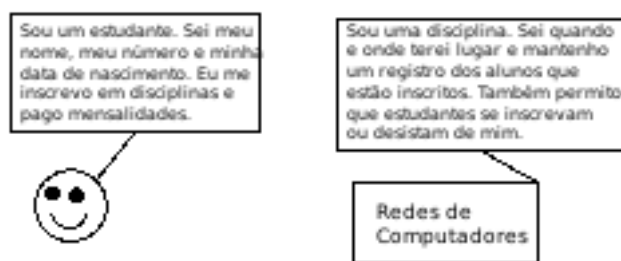 Sou um estudante. Sei meu
nome, meu número e minha
data de nascimento. Eu me
inscrevo em disciplinas e
pago mensalidades.
Sou uma disciplina. Sei quando
e onde terei lugar e mantenho
um registro dos alunos que
estão inscritos. Também permito
que estudantes se inscrevam
ou desistam de mim.
Redes de
Computadores